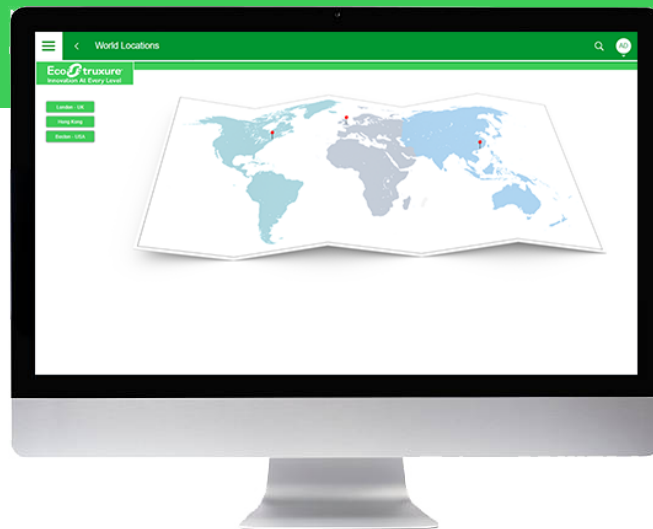 World Locations
AD
EcoStruxure
Innovation At Every Level
London - UK
Hong Kong
Boston - USA